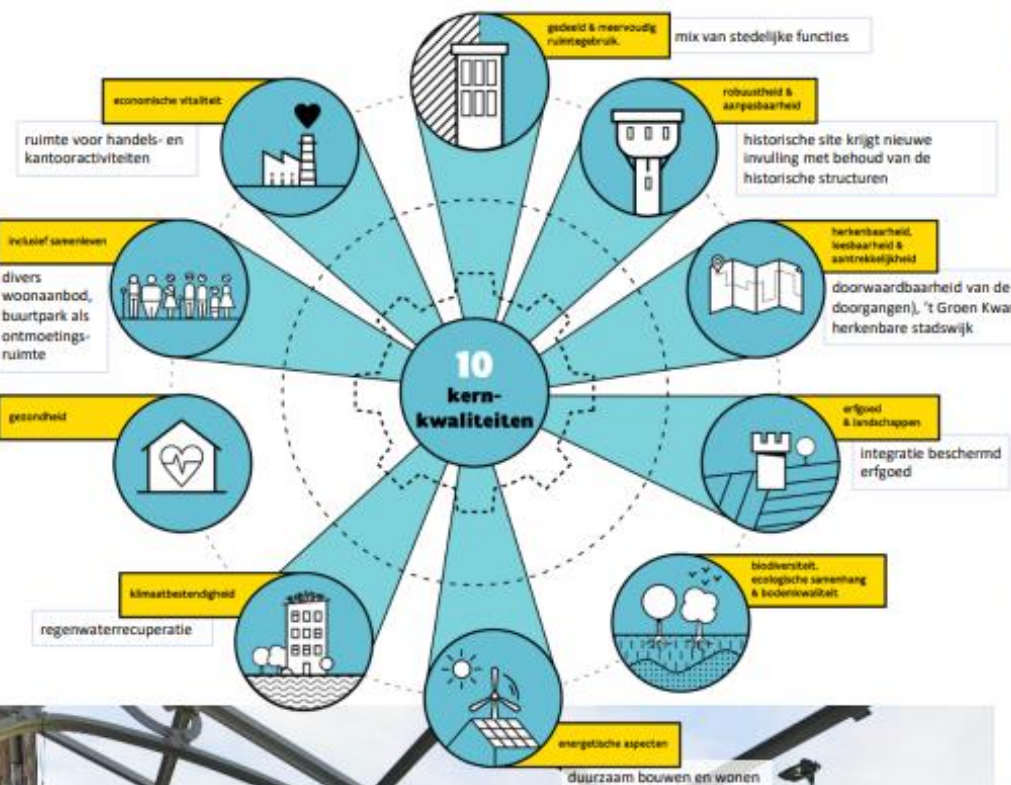 gedeeld & meervoudig
ruimtegebruik.
mix van stedelijke functies
robuustheid &
aanpasbaarheid
historische site krijgt nieuwe
invulling met behoud van de
historische structuren
herkenbaarheid,
leesbaarheid &
aantrekkelijkheid
doorwaardbaarheid van de
doorgangen), 't Groen Kwar
herkenbare stadswijk
erfgoed
& landschappen
integratie beschermd
erfgoed
biodiversiteit,
ecologische samenhang
& bodemkwaliteit
energetische aspecten
duurzaam bouwen en wonen
klimaatbestendigheid
regenwaterrecuperatie
gezondheid
inclusief samenleven
divers
woonaanbod,
buurtpark als
ontmoetings-
ruimte
economische vitaliteit
ruimte voor handels- en
kantooractiviteiten
10
kern-
kwaliteiten